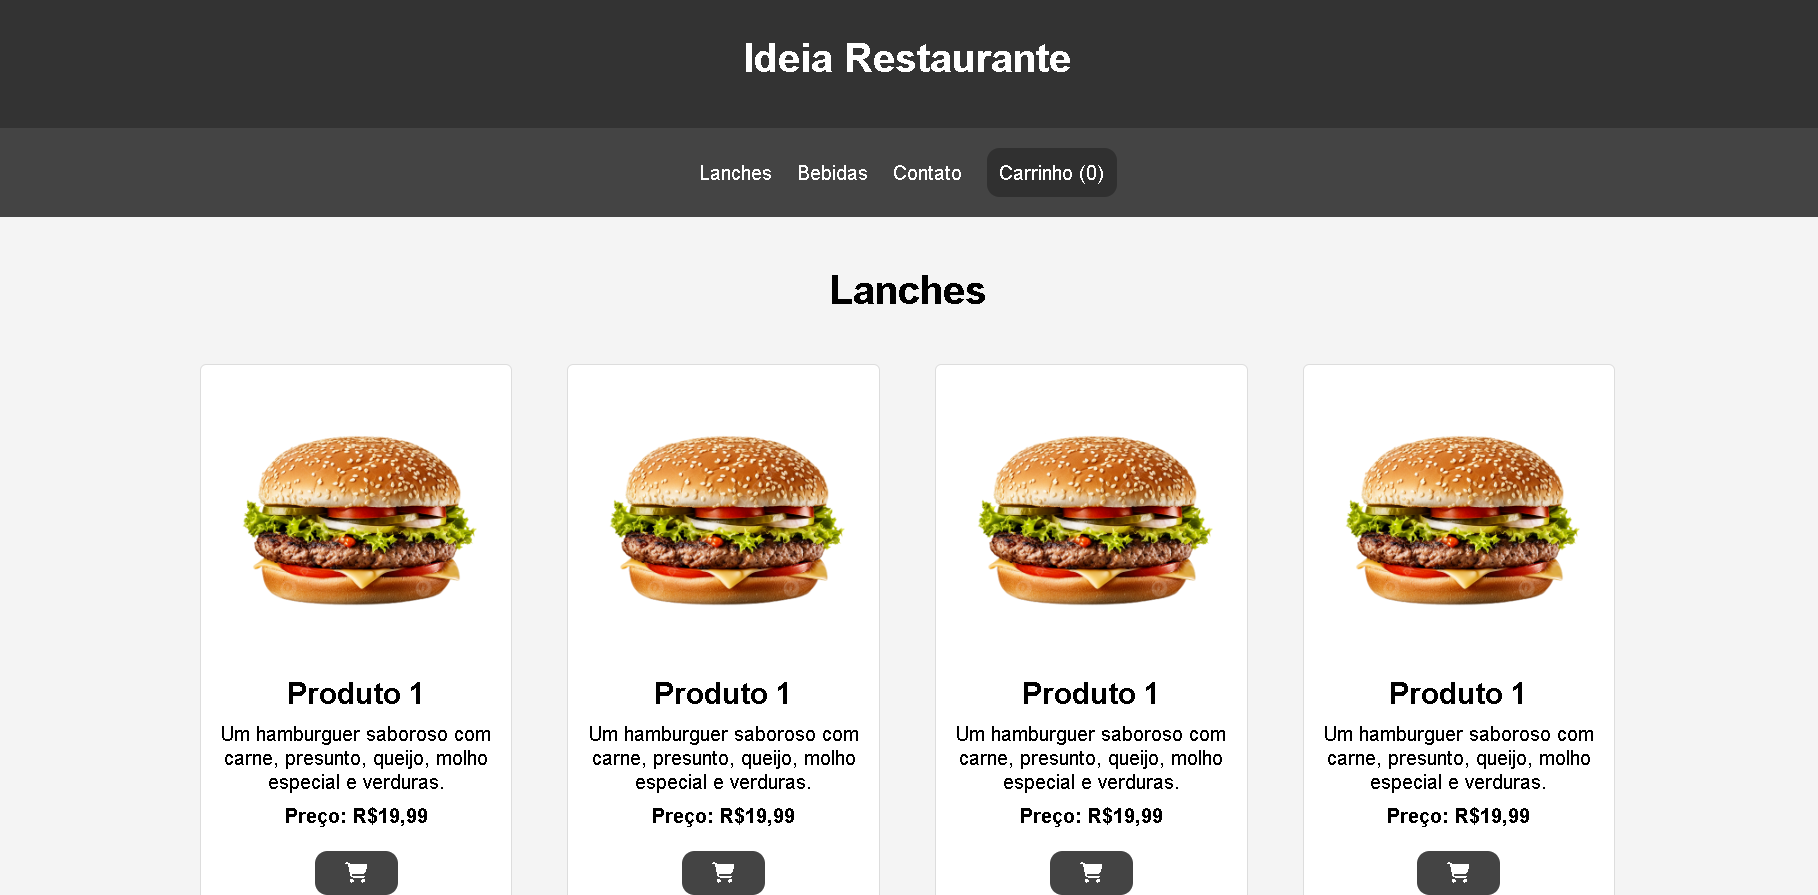 Ideia Restaurante
Lanches Bebidas Contato Carrinho (0)
Lanches
Produto 1
Um hamburguer saboroso com
carne, presunto, queijo, molho
especial e verduras.
Preço: R$19,99
Produto 1
Um hamburguer saboroso com
carne, presunto, queijo, molho
especial e verduras.
Preço: R$19,99
Produto 1
Um hamburguer saboroso com
carne, presunto, queijo, molho
especial e verduras.
Preço: R$19,99
Produto 1
Um hamburguer saboroso com
carne, presunto, queijo, molho
especial e verduras.
Preço: R$19,99